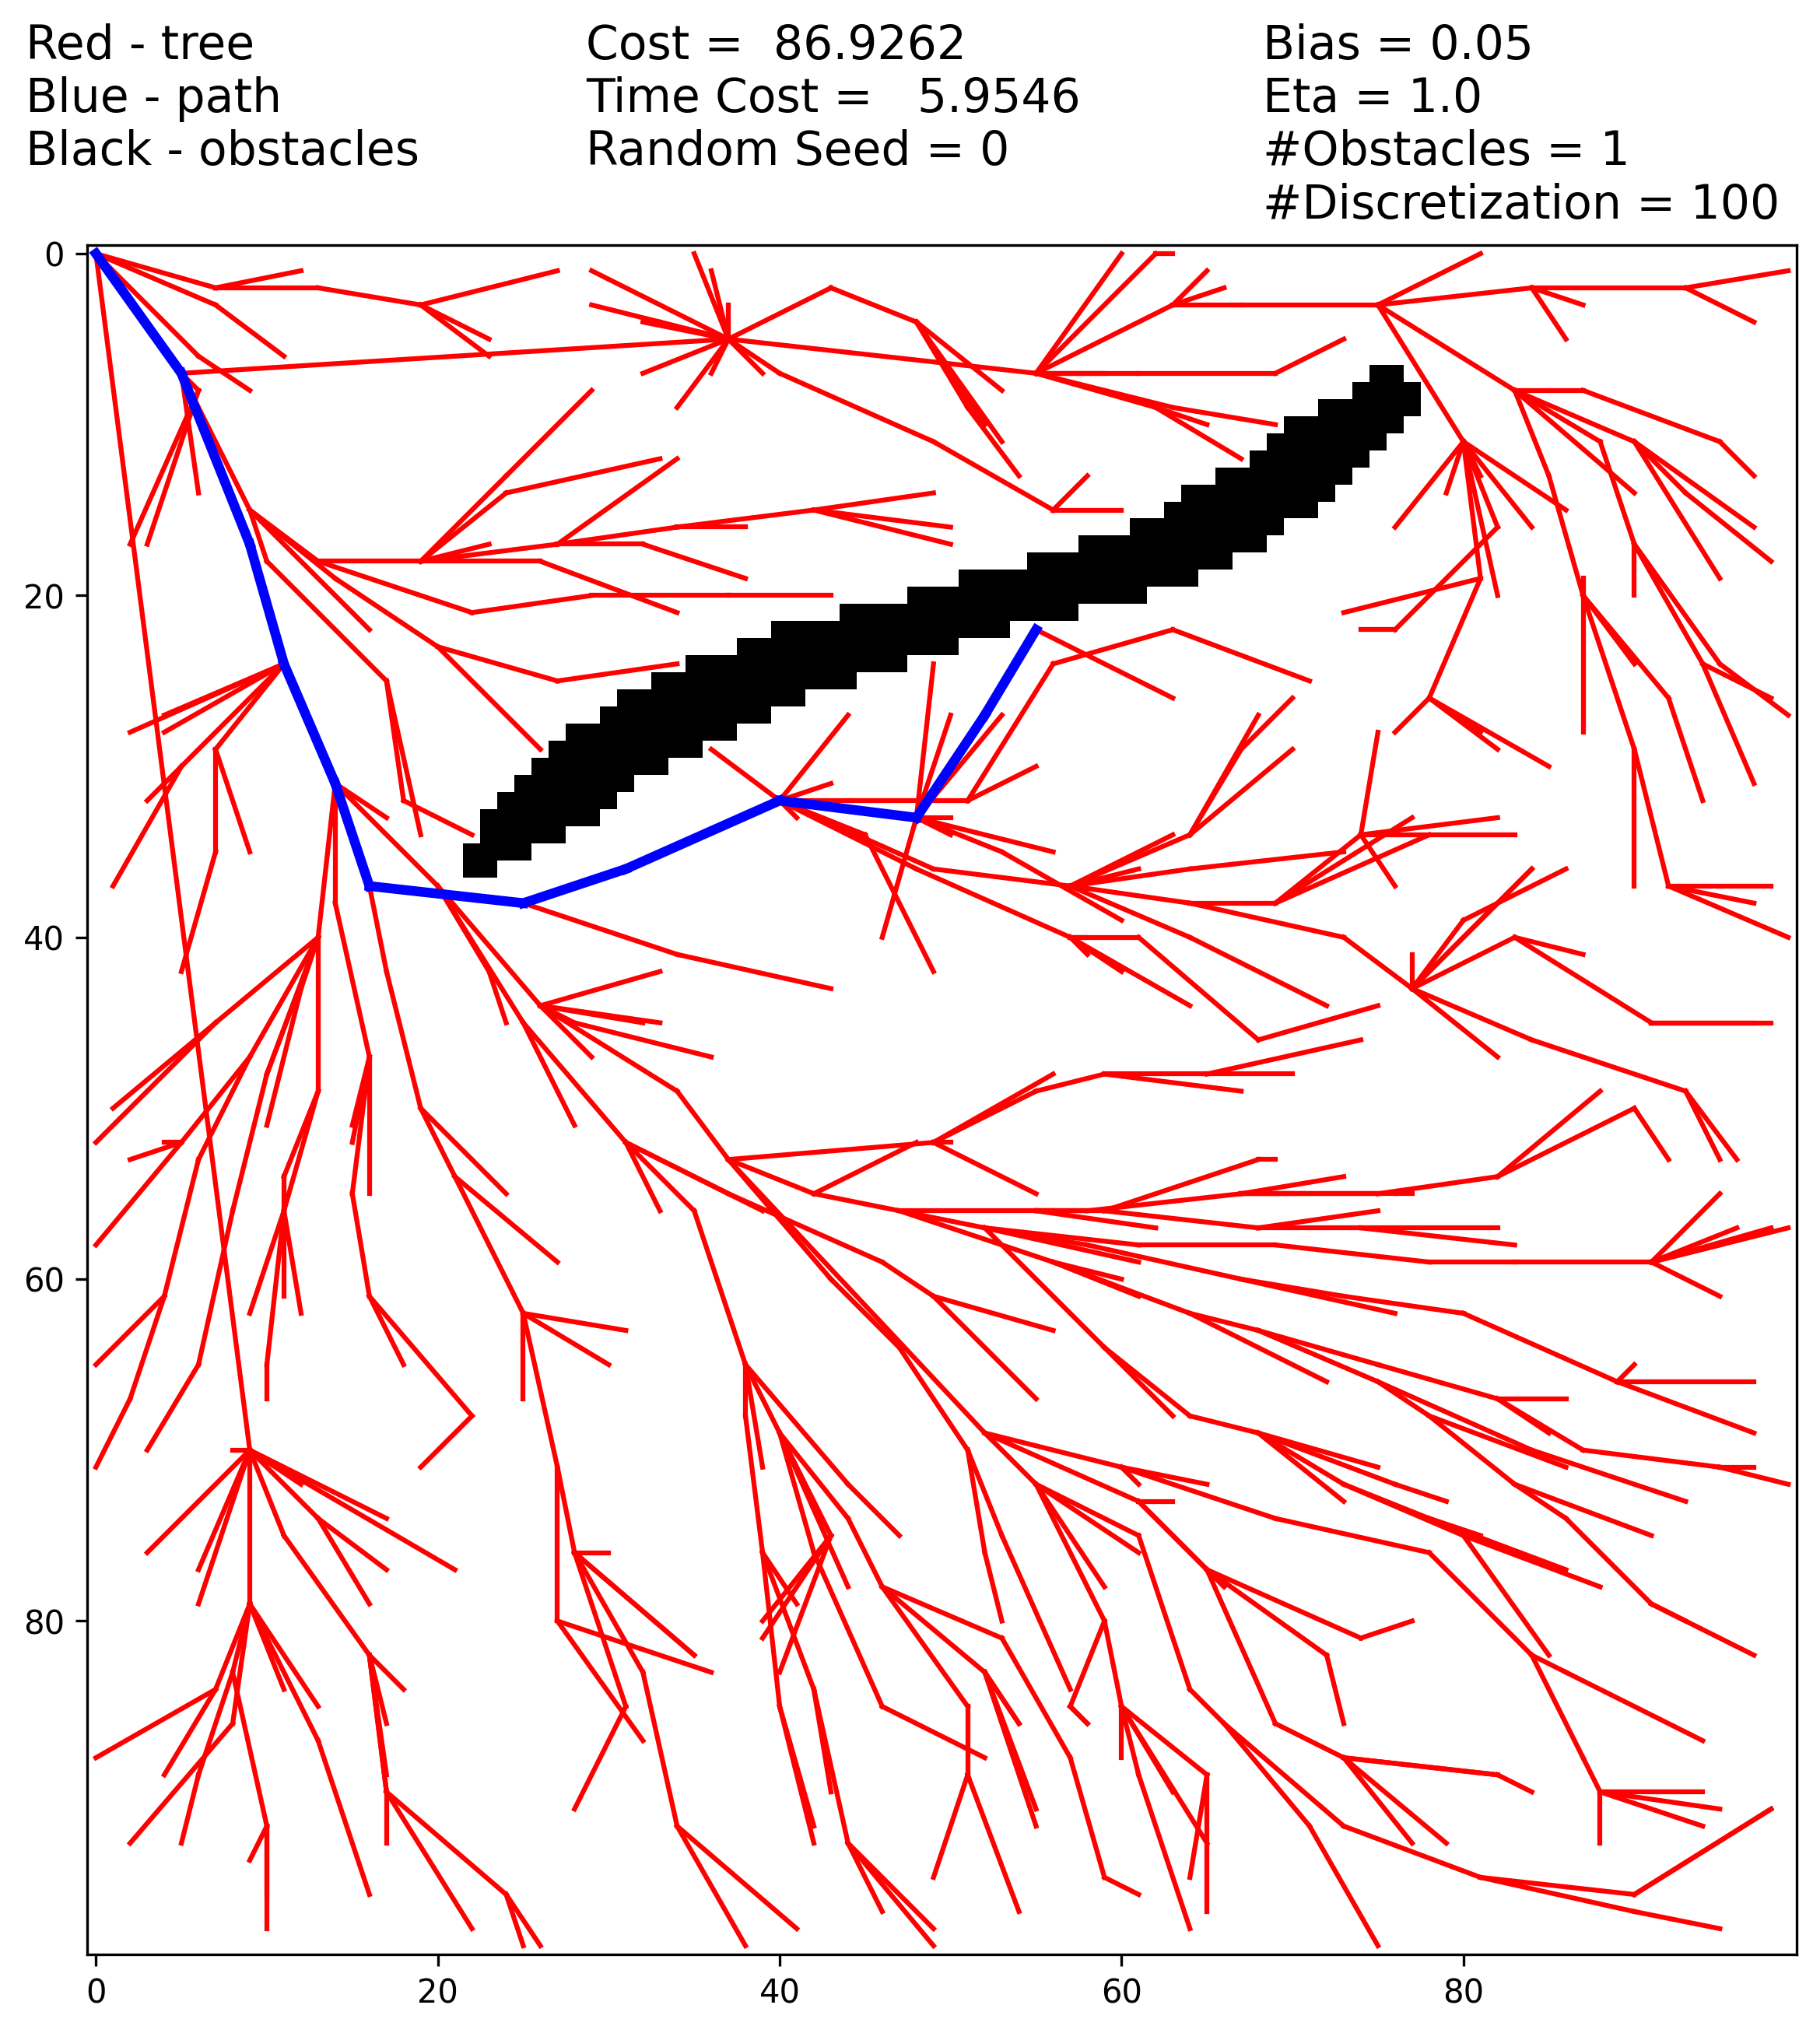 Red - tree
Blue - path
Black - obstacles
Cost =  86.9262
Time Cost =   5.9546
Random Seed = 0
Bias = 0.05
Eta = 1.0
#Obstacles = 1
#Discretization = 100
0
20
40
60
80
0
20
40
60
80